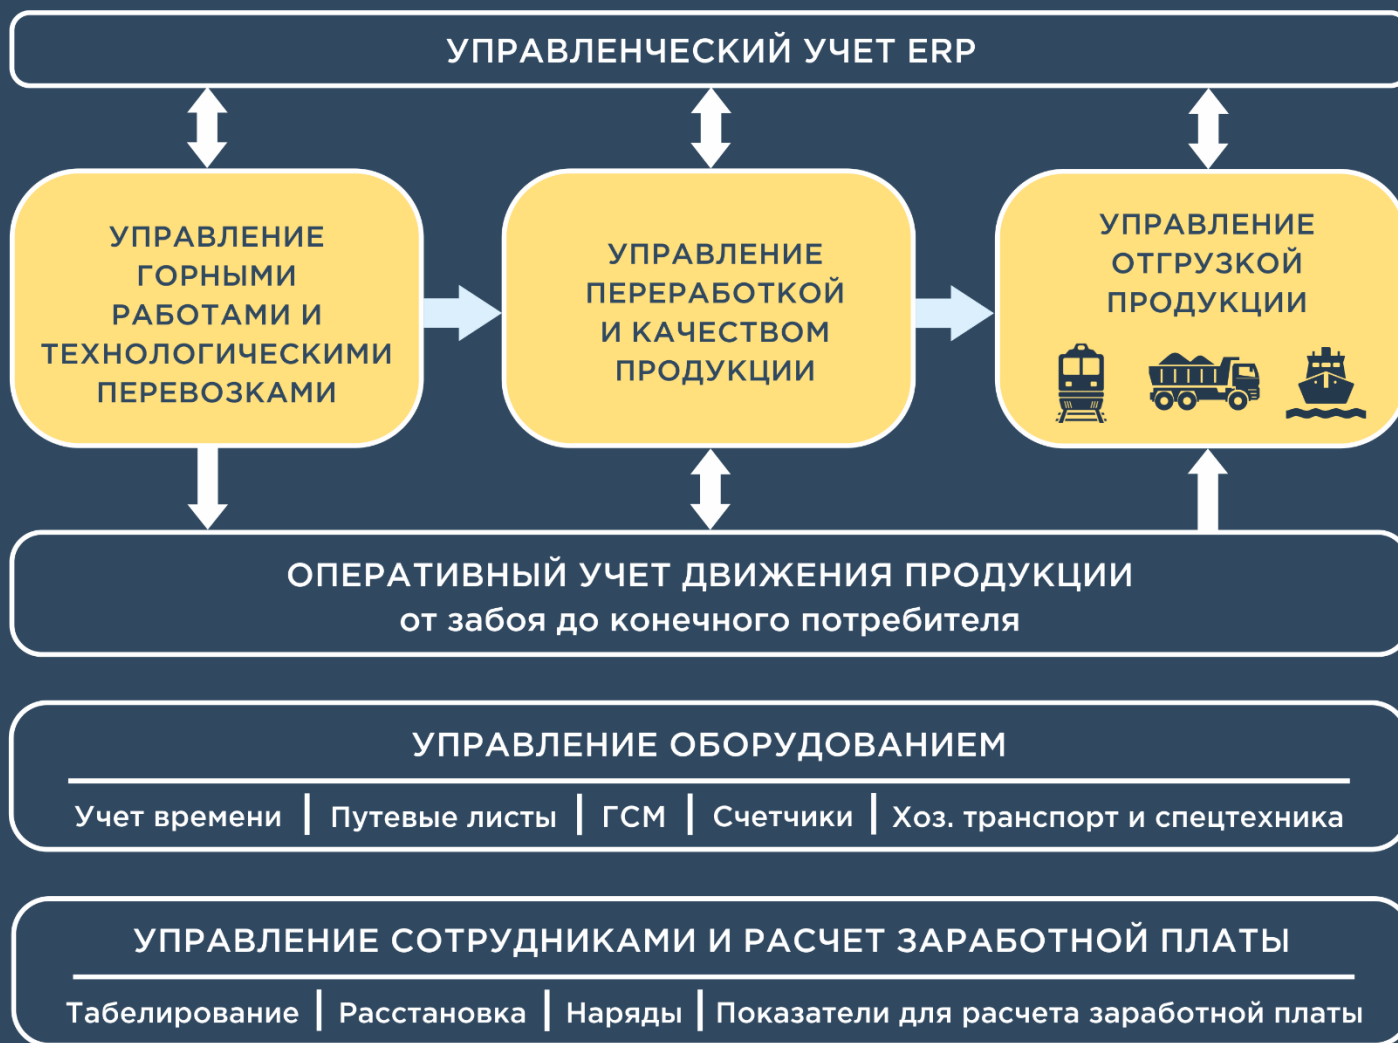 УПРАВЛЕНЧЕСКИЙ УЧЕТ ERP
УПРАВЛЕНИЕ
ГОРНЫМИ
РАБОТАМИ И
ТЕХНОЛОГИЧЕСКИМИ
ПЕРЕВОЗКАМИ
УПРАВЛЕНИЕ
ПЕРЕРАБОТКОЙ
И КАЧЕСТВОМ
ПРОДУКЦИИ
УПРАВЛЕНИЕ
ОТГРУЗКОЙ
ПРОДУКЦИИ
ОПЕРАТИВНЫЙ УЧЕТ ДВИЖЕНИЯ ПРОДУКЦИИ
от забоя до конечного потребителя
УПРАВЛЕНИЕ ОБОРУДОВАНИЕМ
Учет времени | Путевые листы | ГСМ | Счетчики | Хоз. транспорт и спецтехника
УПРАВЛЕНИЕ СОТРУДНИКАМИ И РАСЧЕТ ЗАРАБОТНОЙ ПЛАТЫ
Табелирование | Расстановка | Наряды | Показатели для расчета заработной платы